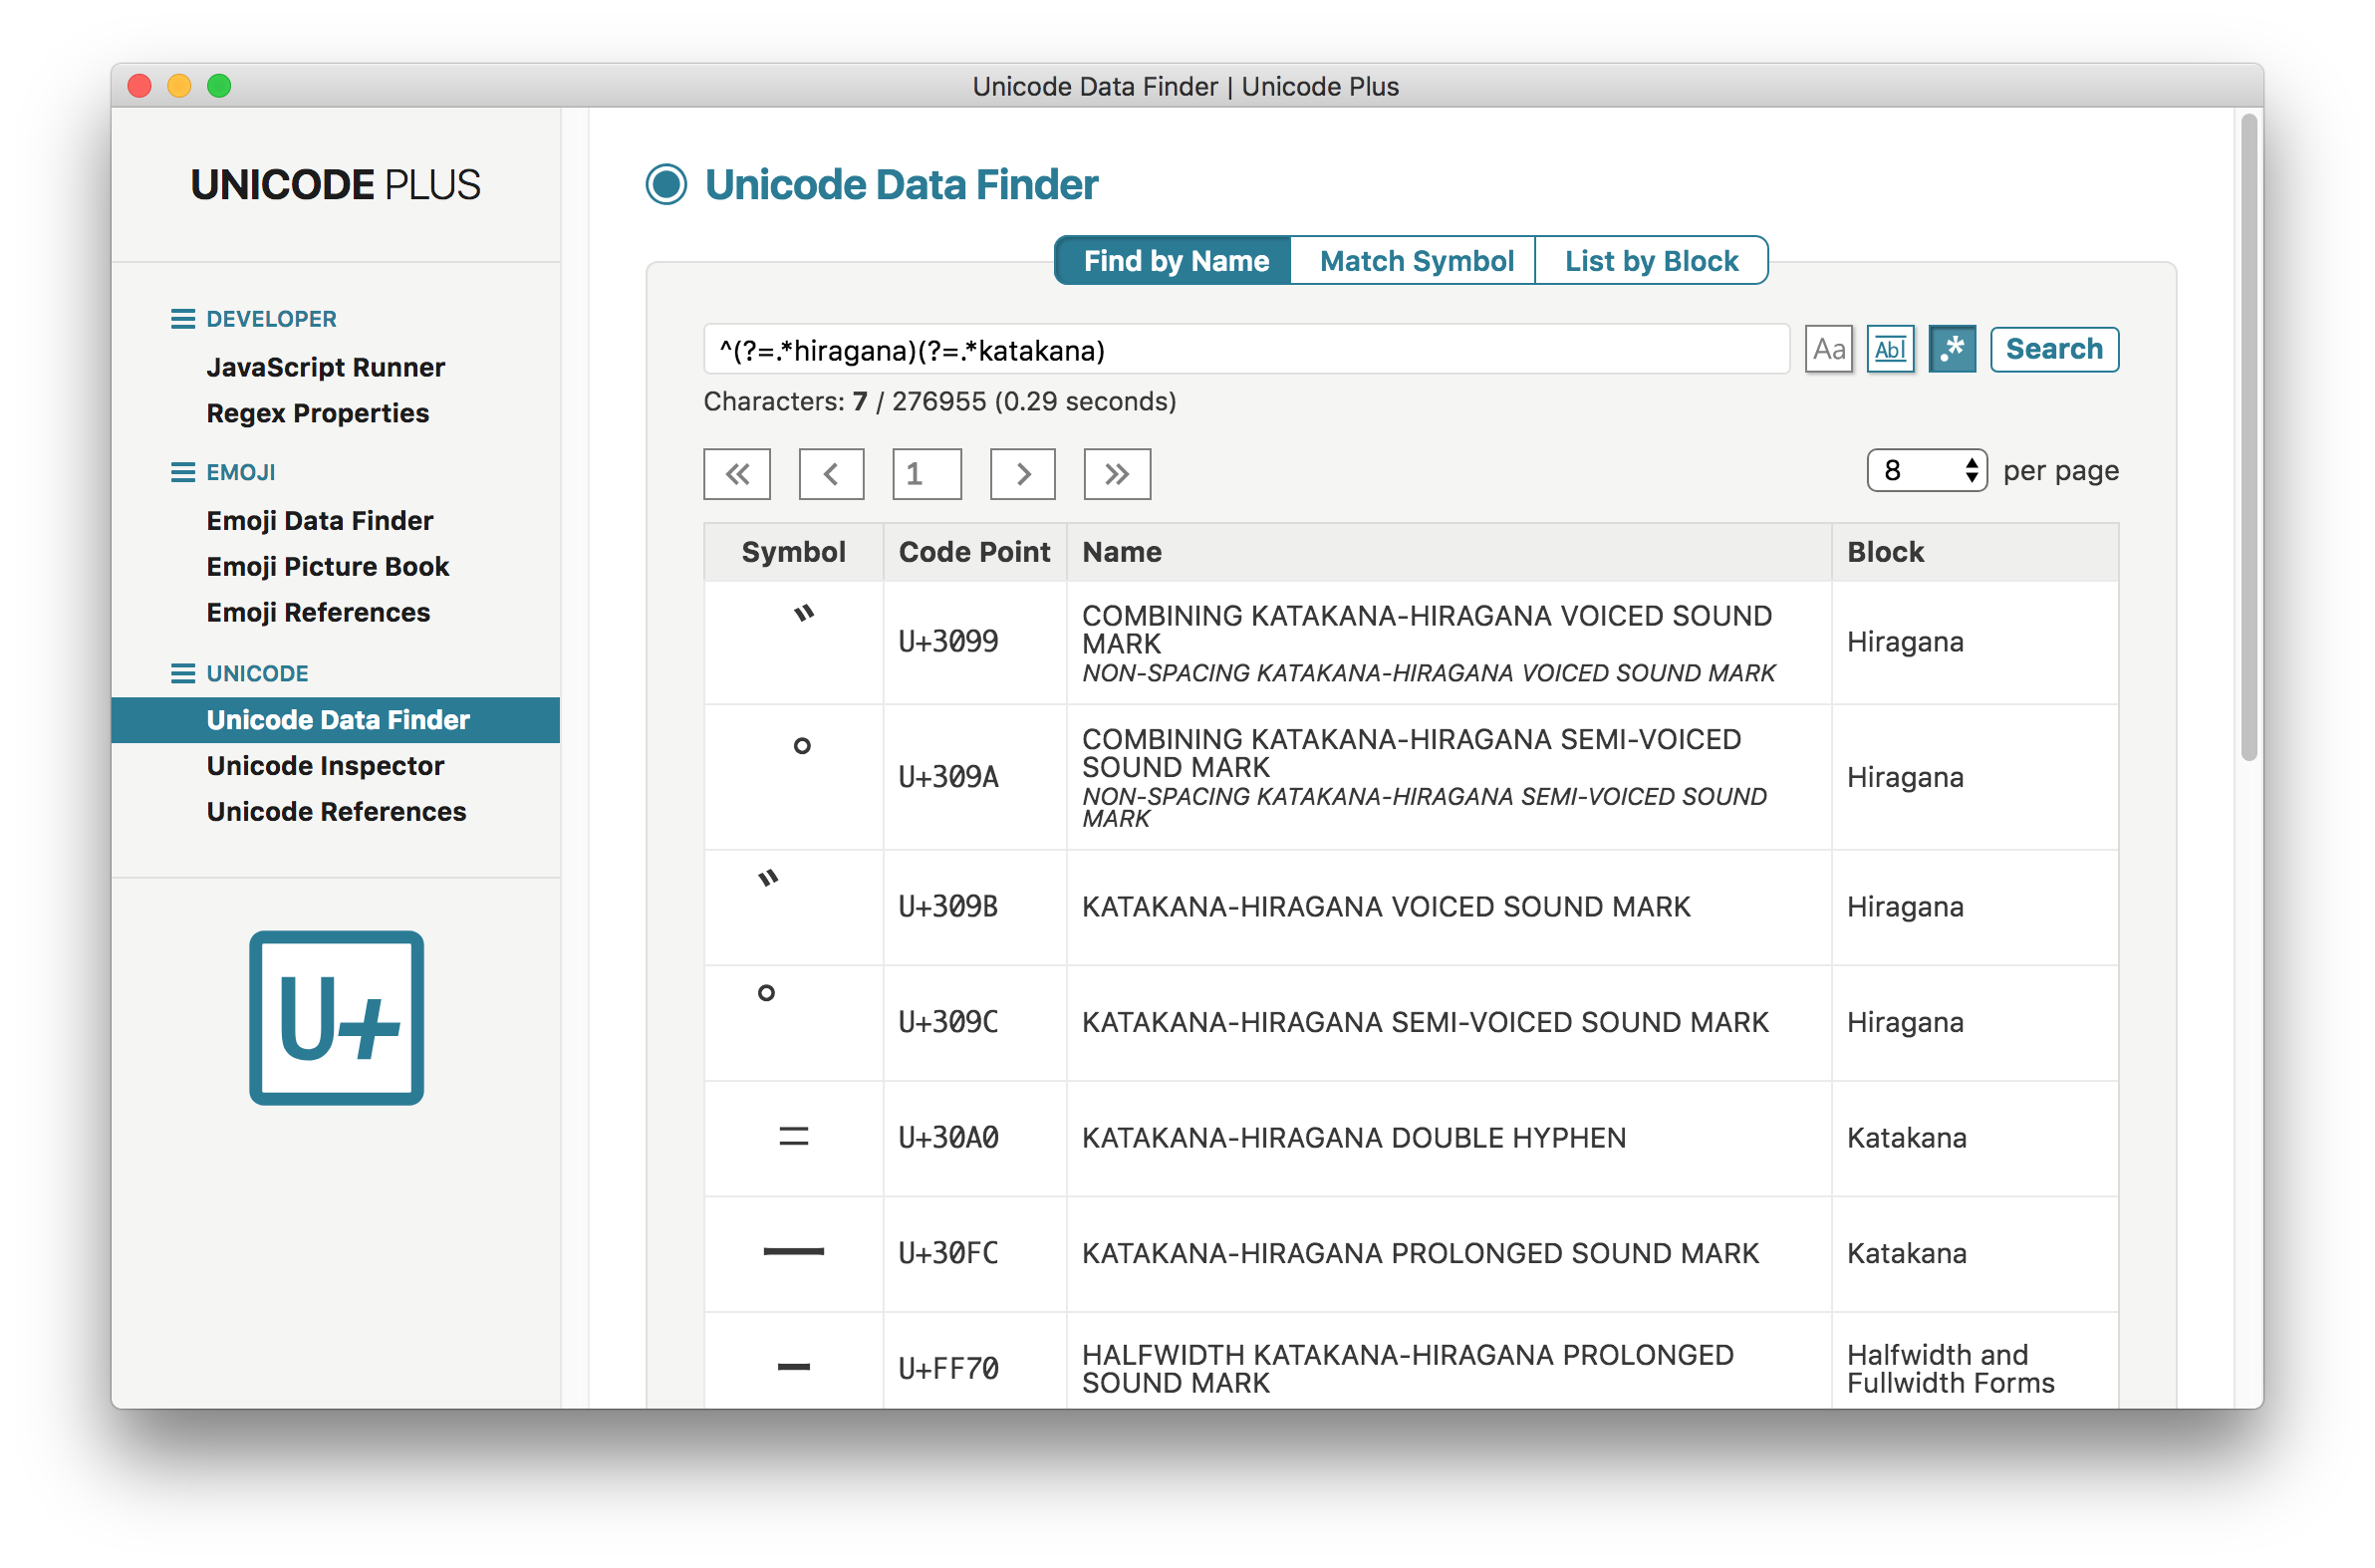 Unicode Data Finder | Unicode Plus
UNICODE PLUS
DEVELOPER
JavaScript Runner
Regex Properties
EMOJI
Emoji Data Finder
Emoji Picture Book
Emoji References
UNICODE
Unicode Data Finder
Unicode Inspector
Unicode References
U+
Unicode Data Finder
Find by Name Match Symbol List by Block
^(?=.*hiragana)(?=.*katakana) Aa Abl .* Search
Characters: 7 / 276955 (0.29 seconds)
« < 1 > » 8 per page
Symbol Code Point Name Block
゛ U+3099 COMBINING KATAKANA-HIRAGANA VOICED SOUND Hiragana
MARK
NON-SPACING KATAKANA-HIRAGANA VOICED SOUND MARK
゜ U+309A COMBINING KATAKANA-HIRAGANA SEMI-VOICED Hiragana
SOUND MARK
NON-SPACING KATAKANA-HIRAGANA SEMI-VOICED SOUND
MARK
゛ U+309B KATAKANA-HIRAGANA VOICED SOUND MARK Hiragana
゜ U+309C KATAKANA-HIRAGANA SEMI-VOICED SOUND MARK Hiragana
゠ U+30A0 KATAKANA-HIRAGANA DOUBLE HYPHEN Katakana
ー U+30FC KATAKANA-HIRAGANA PROLONGED SOUND MARK Katakana
ｰ U+FF70 HALFWIDTH KATAKANA-HIRAGANA PROLONGED Halfwidth and
SOUND MARK Fullwidth Forms